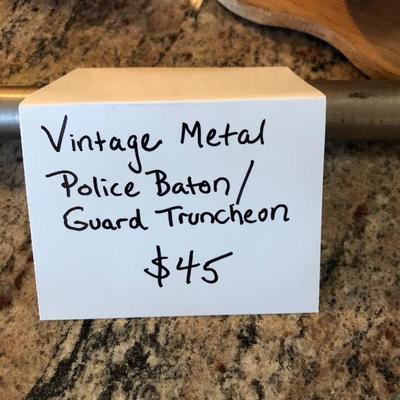 Vintage Metal
Police Baton/
Guard Truncheon
$45